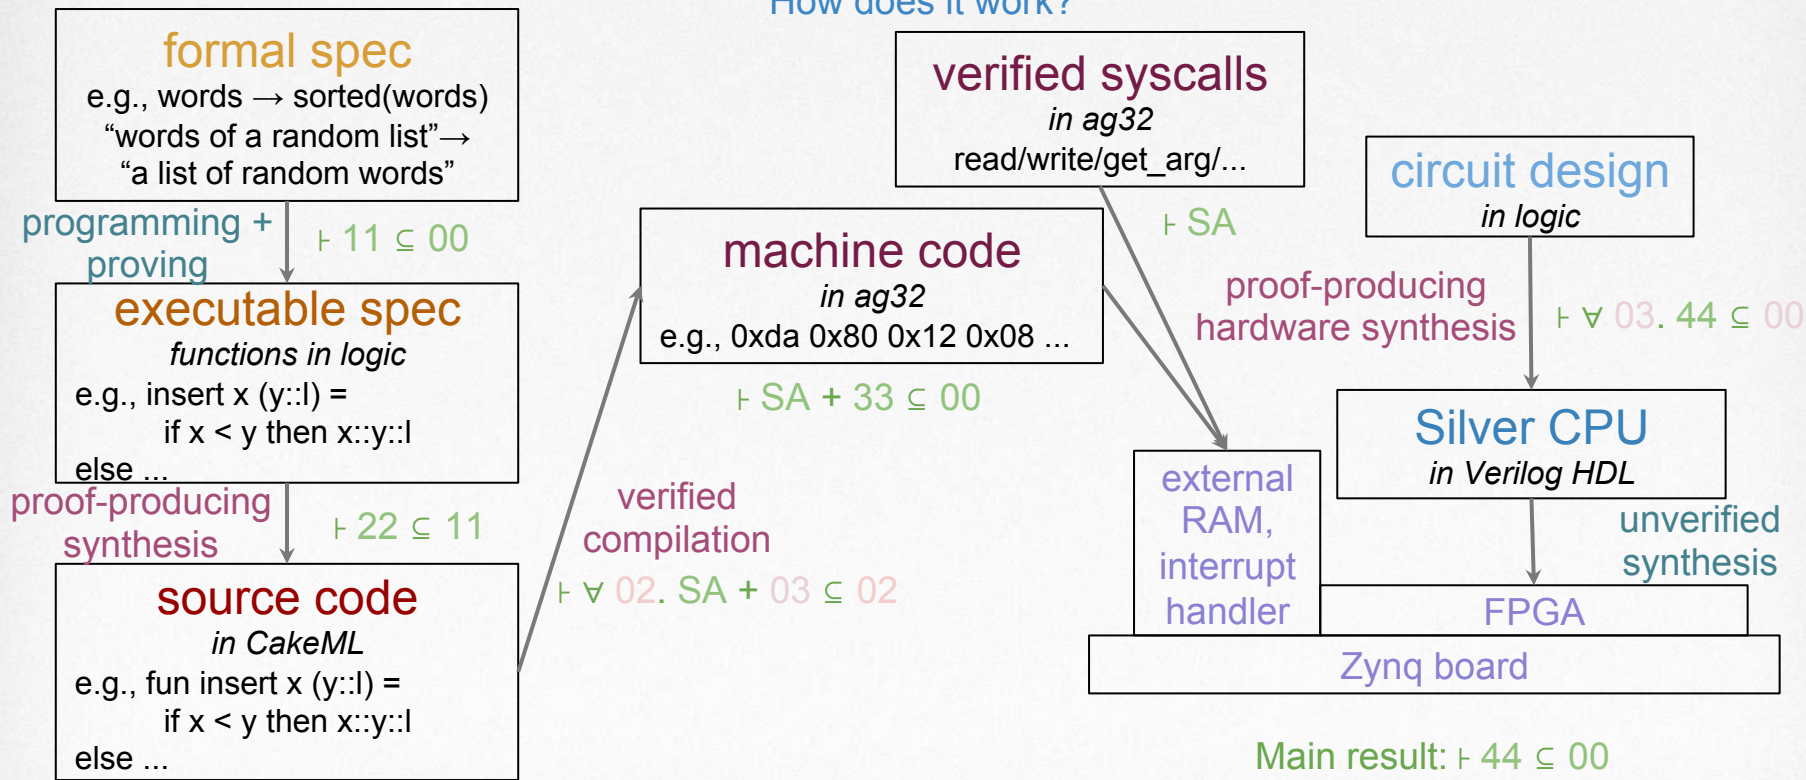 How does it work?
formal spec
e.g., words → sorted(words)
“words of a random list”→
“a list of random words”
programming +
proving
⊦ 11 ⊆ 00
executable spec
functions in logic
e.g., insert x (y::l) =
if x < y then x::y::l
else ...
proof-producing
synthesis
⊦ 22 ⊆ 11
source code
in CakeML
e.g., fun insert x (y::l) =
if x < y then x::y::l
else ...
verified
compilation
⊦ ∀ 02. SA + 03 ⊆ 02
machine code
in ag32
e.g., 0xda 0x80 0x12 0x08 ...
⊦ SA + 33 ⊆ 00
verified syscalls
in ag32
read/write/get_arg/...
⊦ SA
circuit design
in logic
proof-producing
hardware synthesis
⊦ ∀ 03. 44 ⊆ 00
Silver CPU
in Verilog HDL
unverified
synthesis
external
RAM,
interrupt
handler
FPGA
Zynq board
Main result: ⊦ 44 ⊆ 00